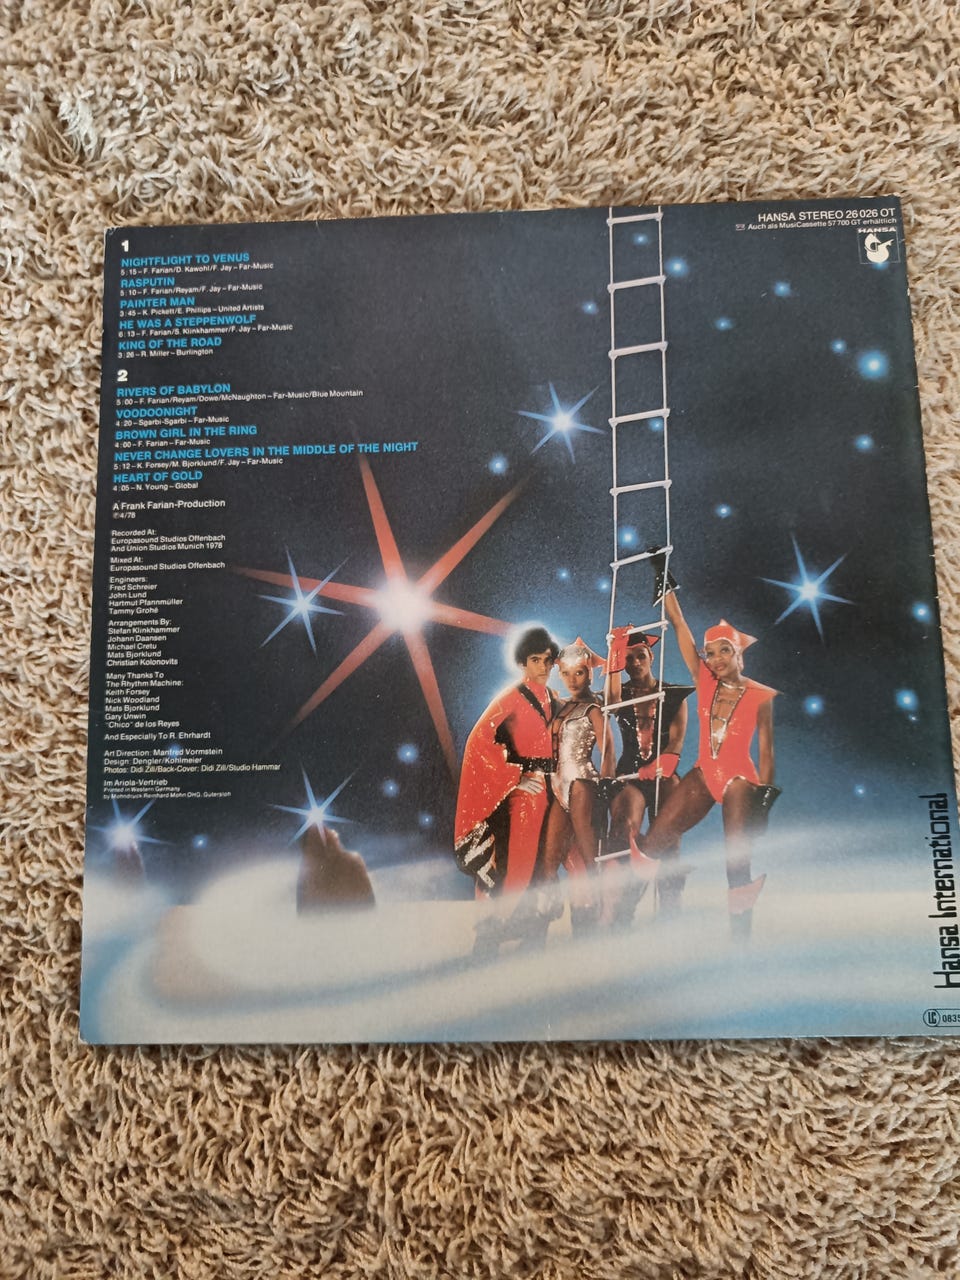 1
NIGHTFLIGHT TO VENUS
5:15 – F. Farian/D. Kawohl/F. Jay – Far-Music
RASPUTIN
5:10 – F. Farian/Reyam/F. Jay – Far-Music
PAINTER MAN
3:45 – K. Pickett/E. Phillips – United Artists
HE WAS A STEPPENWOLF
6:13 – F. Farian/S. Klinkhammer/F. Jay – Far-Music
KING OF THE ROAD
3:26 – R. Miller – Burlington
2
RIVERS OF BABYLON
5:00 – F. Farian/Reyam/Dowe/McNaughton – Far-Music/Blue Mountain
VOODOONIGHT
4:20 – Sgarbi-Sgarbi – Far-Music
BROWN GIRL IN THE RING
4:00 – F. Farian – Far-Music
NEVER CHANGE LOVERS IN THE MIDDLE OF THE NIGHT
5:12 – K. Forsey/M. Bjorklund/F. Jay – Far-Music
HEART OF GOLD
4:05 – N. Young – Global
A Frank Farian-Production
℗ 4/78
Recorded At:
Europasound Studios Offenbach
And Union Studios Munich 1978
Mixed At:
Europasound Studios Offenbach
Engineers:
Fred Schreier
John Lund
Hartmut Pfannmüller
Tammy Grohé
Arrangements By:
Stefan Klinkhammer
Johann Daansen
Michael Cretu
Mats Bjorklund
Christian Kolonovits
Many Thanks To
The Rhythm Machine:
Keith Forsey
Nick Woodland
Mats Bjorklund
Gary Unwin
"Chico" de los Reyes
And Especially To R. Ehrhardt
Art Direction: Manfred Vormstein
Design: Dengler/Kohlmeier
Photos: Didi Zill/Back-Cover: Didi Zill/Studio Hammar
Im Ariola-Vertrieb
Printed in Western Germany
by Mohndruck Reinhard Mohn OHG, Gütersloh
HANSA STEREO 26 026 OT
Auch als MusiCassette 57 700 GT erhältlich
HANSA
Hansa International
LC 0835